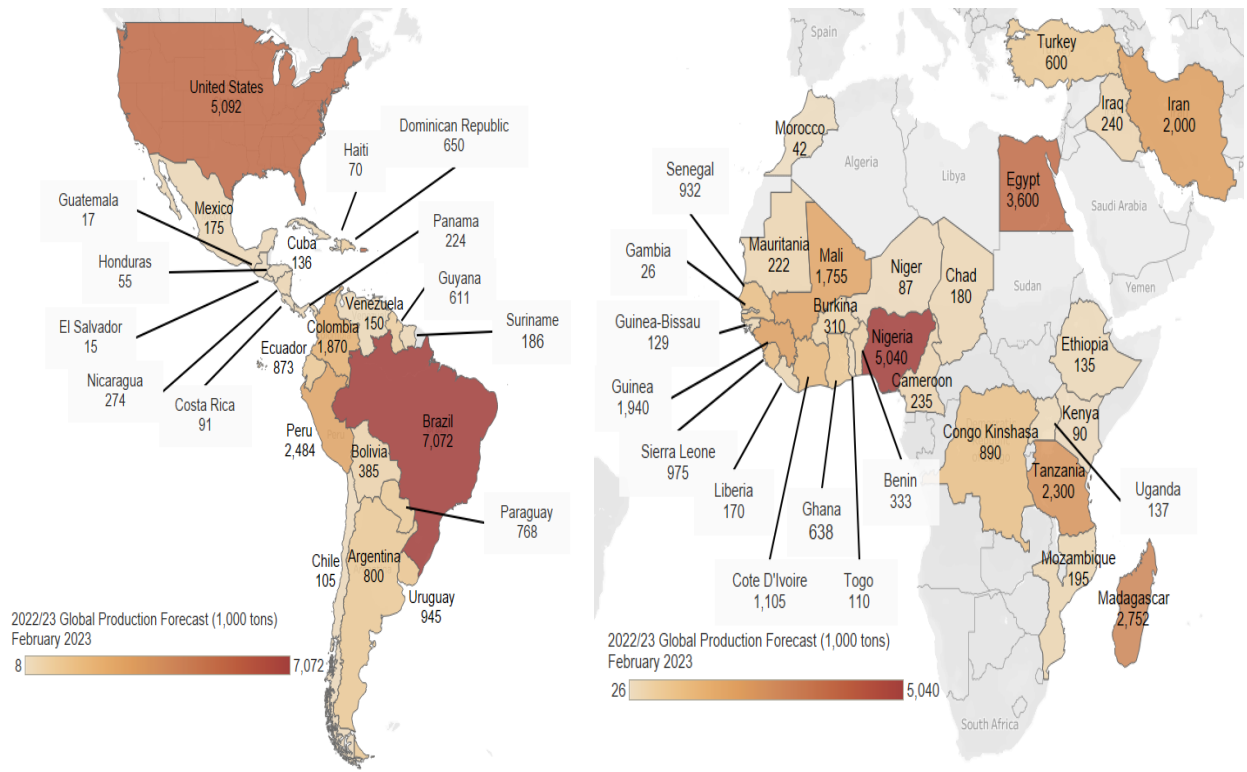 United States
5,092
Dominican Republic
650
Haiti
70
Guatemala
17
Mexico
175
Cuba
136
Panama
224
Honduras
55
Guyana
611
El Salvador
15
Venezuela
150
Suriname
186
Colombia
1,870
Ecuador
873
Nicaragua
274
Costa Rica
91
Peru
2,484
Brazil
7,072
Bolivia
385
Paraguay
768
Chile
105
Argentina
800
Uruguay
945
2022/23 Global Production Forecast (1,000 tons)
February 2023
8
7,072
Spain
Turkey
600
Iraq
240
Iran
2,000
Morocco
42
Algeria
Libya
Egypt
3,600
Saudi Arabia
Senegal
932
Mauritania
222
Mali
1,755
Niger
87
Chad
180
Sudan
Yemen
Gambia
26
Burkina
310
Guinea-Bissau
129
Nigeria
5,040
Ethiopia
135
Guinea
1,940
Cameroon
235
Kenya
90
Congo Kinshasa
890
Sierra Leone
975
Liberia
170
Ghana
638
Benin
333
Tanzania
2,300
Uganda
137
Cote D'Ivoire
1,105
Togo
110
Mozambique
195
Madagascar
2,752
2022/23 Global Production Forecast (1,000 tons)
February 2023
26
5,040
South Africa